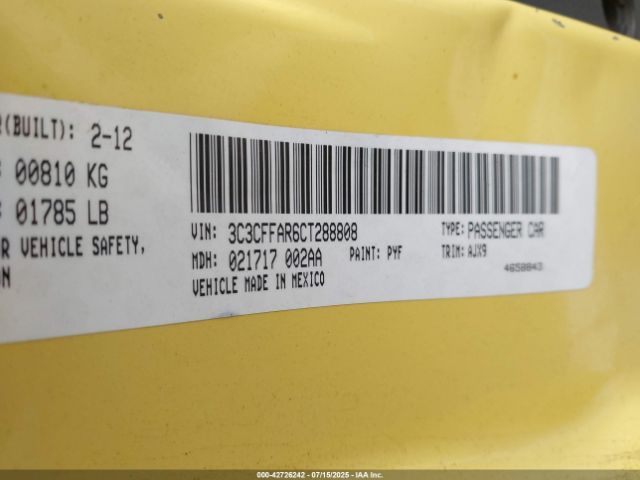 R(BUILT): 2-12
00810 KG
01785 LB
R VEHICLE SAFETY,
ON
VIN: 3C3CFFAR6CT288808
TYPE: PASSENGER CAR
MDH: 021717 002AA PAINT: PYF TRIM: AJX9
VEHICLE MADE IN MEXICO
4658843
000-42726242 / 07/15/2025 - IAA Inc.